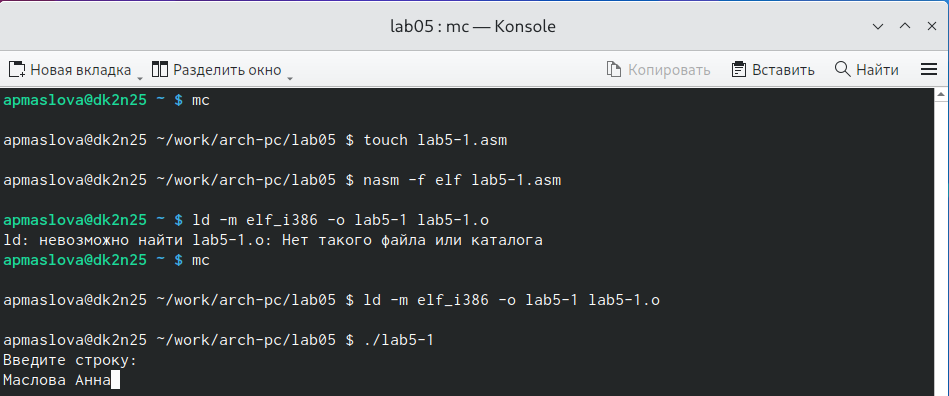 lab05 : mc — Konsole
Новая вкладка Разделить окно Копировать Вставить Найти
apmaslova@dk2n25 ~ $ mc
apmaslova@dk2n25 ~/work/arch-pc/lab05 $ touch lab5-1.asm
apmaslova@dk2n25 ~/work/arch-pc/lab05 $ nasm -f elf lab5-1.asm
apmaslova@dk2n25 ~ $ ld -m elf_i386 -o lab5-1 lab5-1.o
ld: невозможно найти lab5-1.o: Нет такого файла или каталога
apmaslova@dk2n25 ~ $ mc
apmaslova@dk2n25 ~/work/arch-pc/lab05 $ ld -m elf_i386 -o lab5-1 lab5-1.o
apmaslova@dk2n25 ~/work/arch-pc/lab05 $ ./lab5-1
Введите строку:
Маслова Анна